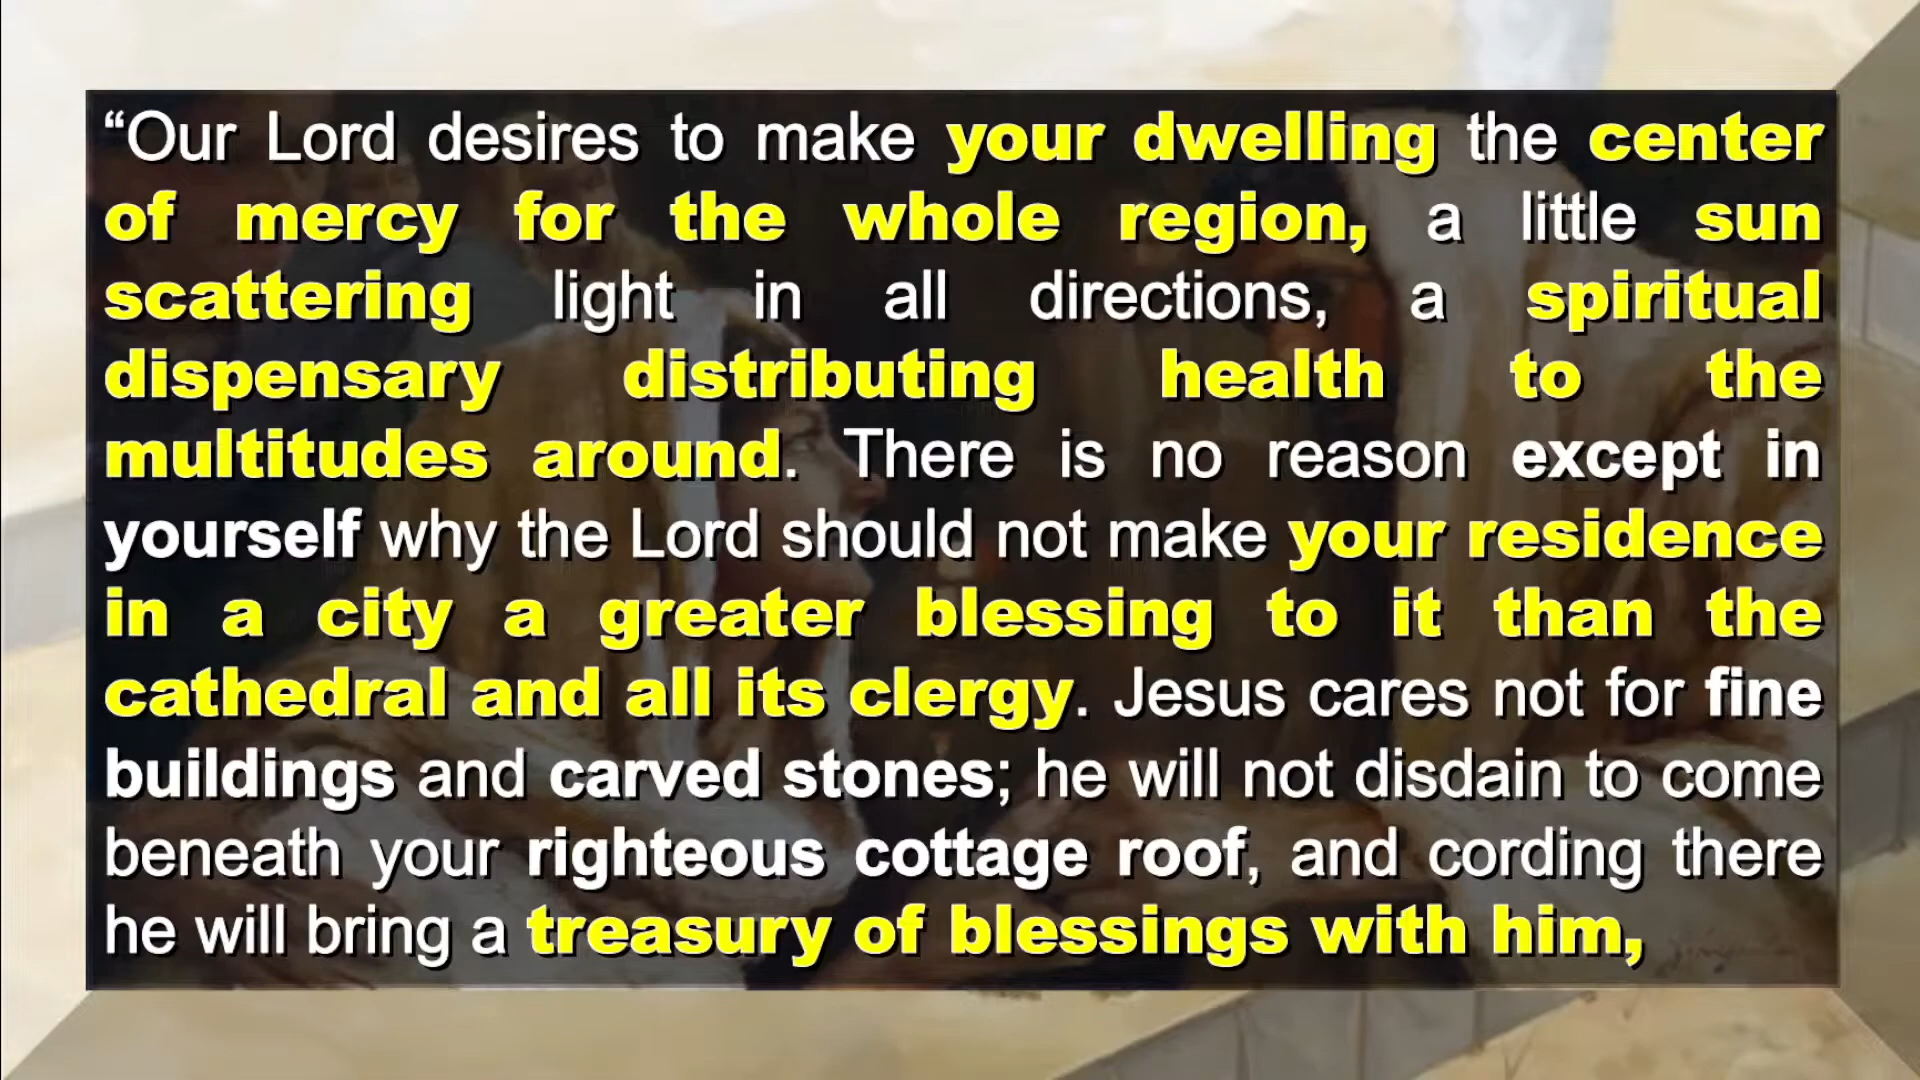 “Our Lord desires to make your dwelling the center
of mercy for the whole region, a little sun
scattering light in all directions, a spiritual
dispensary distributing health to the
multitudes around. There is no reason except in
yourself why the Lord should not make your residence
in a city a greater blessing to it than the
cathedral and all its clergy. Jesus cares not for fine
buildings and carved stones; he will not disdain to come
beneath your righteous cottage roof, and cording there
he will bring a treasury of blessings with him,